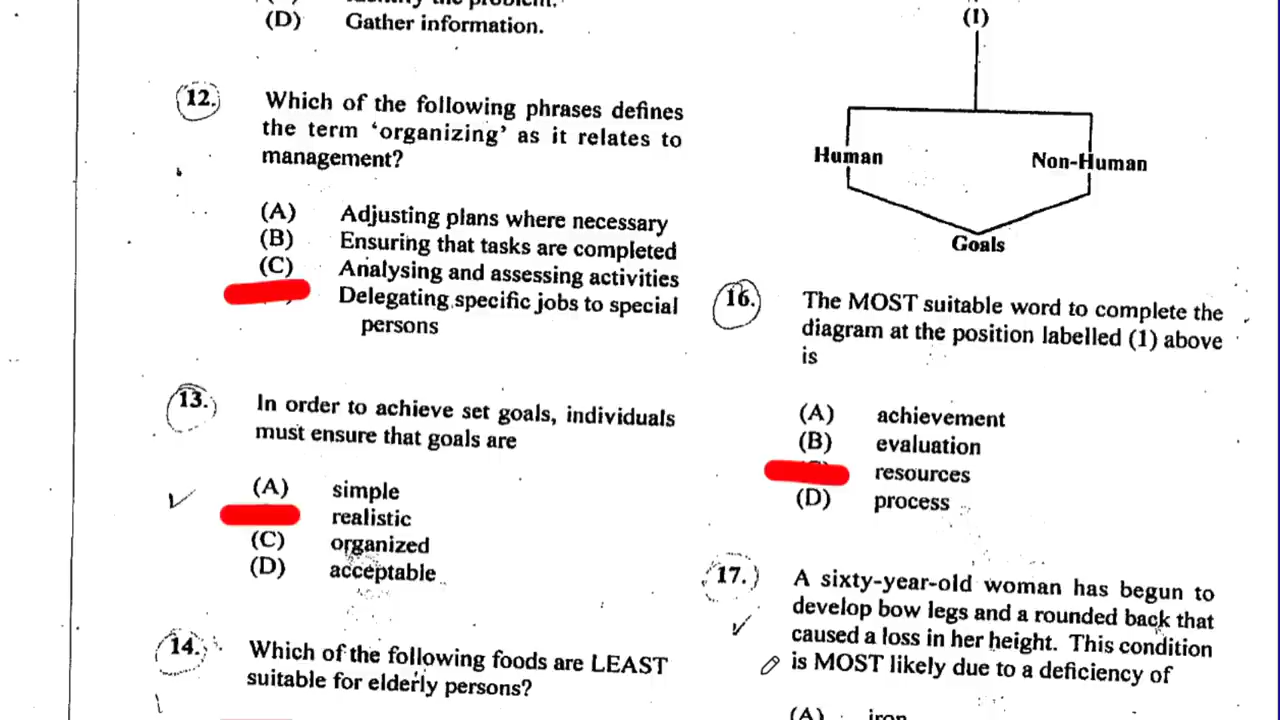 (D) Gather information.
12. Which of the following phrases defines
the term ‘organizing’ as it relates to
management?
(A) Adjusting plans where necessary
(B) Ensuring that tasks are completed
(C) Analysing and assessing activities
Delegating specific jobs to special
persons
13. In order to achieve set goals, individuals
must ensure that goals are
(A) simple
realistic
(C) organized
(D) acceptable
14. Which of the following foods are LEAST
suitable for elderly persons?
(1)
Human Non-Human
Goals
16. The MOST suitable word to complete the
diagram at the position labelled (1) above
is
(A) achievement
(B) evaluation
resources
(D) process
17. A sixty-year-old woman has begun to
develop bow legs and a rounded back that
caused a loss in her height. This condition
is MOST likely due to a deficiency of
(A) iron